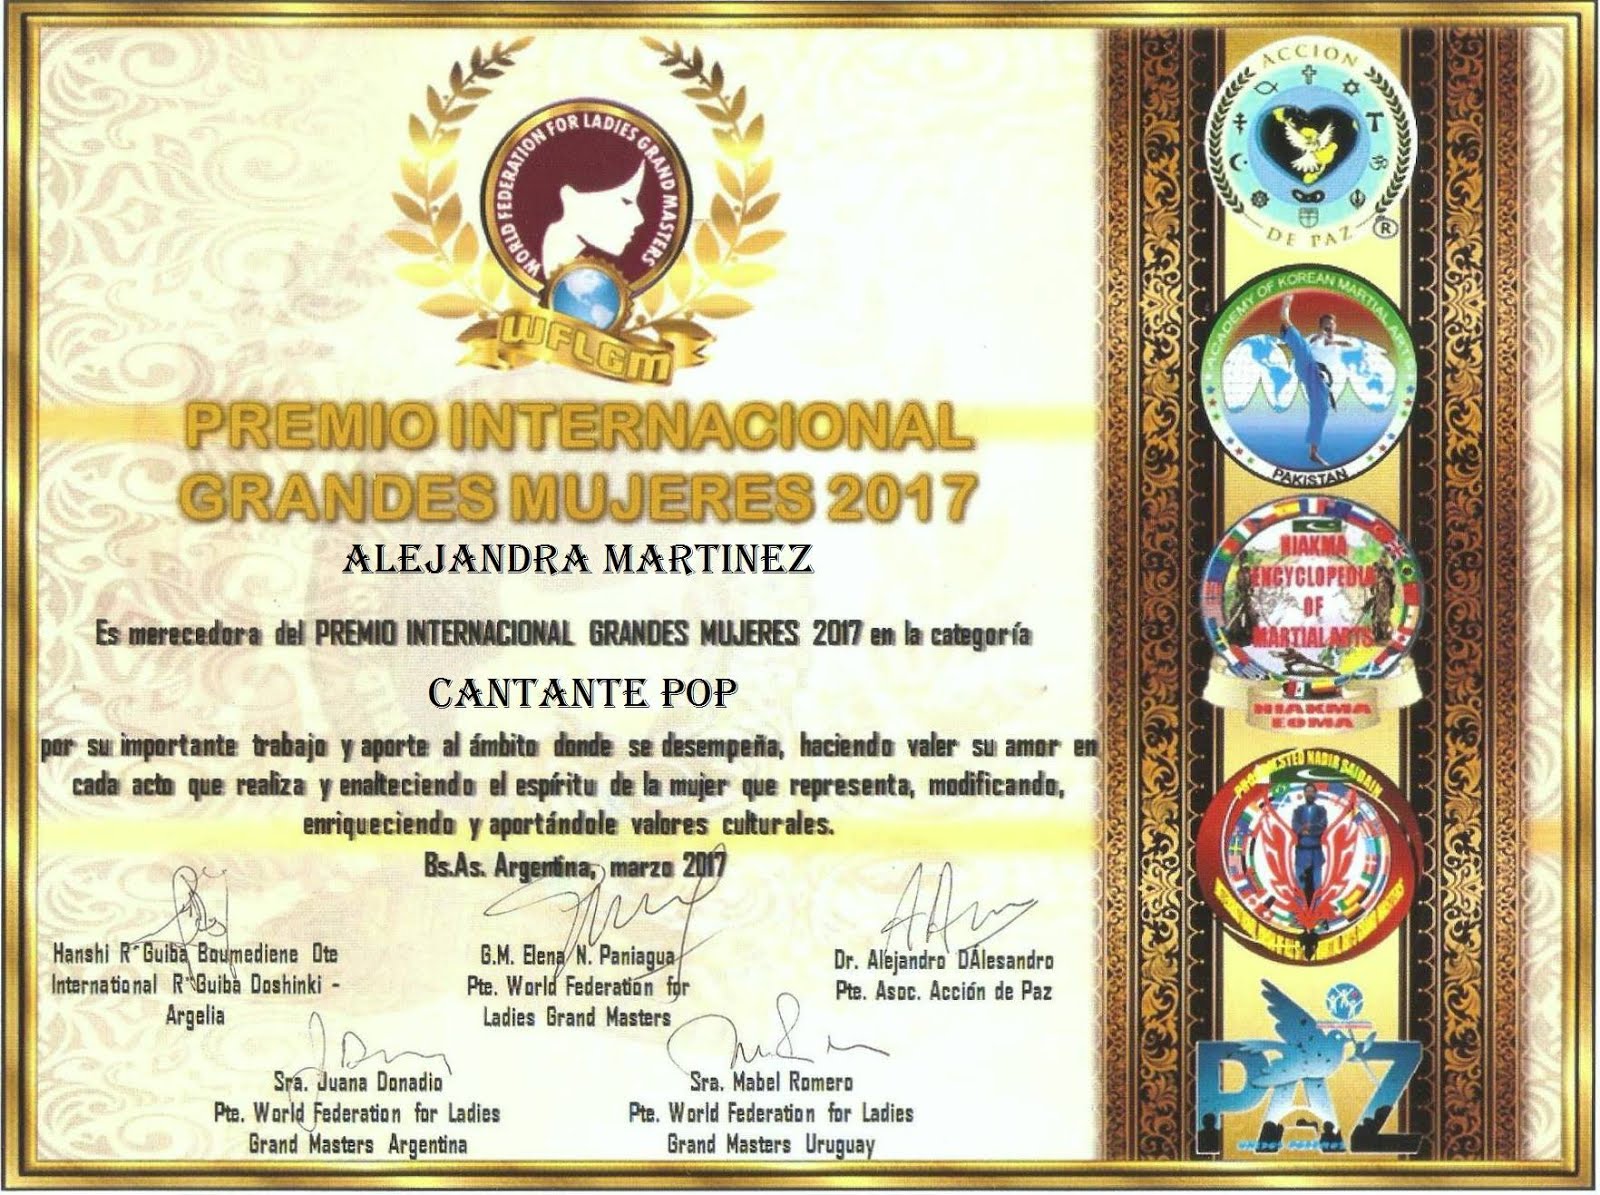 WORLD FEDERATION FOR LADIES GRAND MASTERS
WFLGM
PREMIO INTERNACIONAL
GRANDES MUJERES 2017
ALEJANDRA MARTINEZ
Es merecedora del PREMIO INTERNACIONAL GRANDES MUJERES 2017 en la categoría
CANTANTE POP
por su importante trabajo y aporte al ámbito donde se desempeña, haciendo valer su amor en
cada acto que realiza y enalteciendo el espíritu de la mujer que representa, modificando,
enriqueciendo y aportándole valores culturales.
Bs.As. Argentina, marzo 2017
Hanshi R´Guiba Boumediene Ote
International R´Guiba Doshinki -
Argelia
G.M. Elena N. Paniagua
Pte. World Federation for
Ladies Grand Masters
Dr. Alejandro DAlesandro
Pte. Asoc. Acción de Paz
Sra. Juana Donadio
Pte. World Federation for Ladies
Grand Masters Argentina
Sra. Mabel Romero
Pte. World Federation for Ladies
Grand Masters Uruguay
ACCION
DE PAZ
®
ACADEMY OF KOREAN MARTIAL ARTS
PAKISTAN
HIAKMA
ENCYCLOPEDIA
OF
MARTIAL ARTS
HIAKMA
EOMA
PAZ